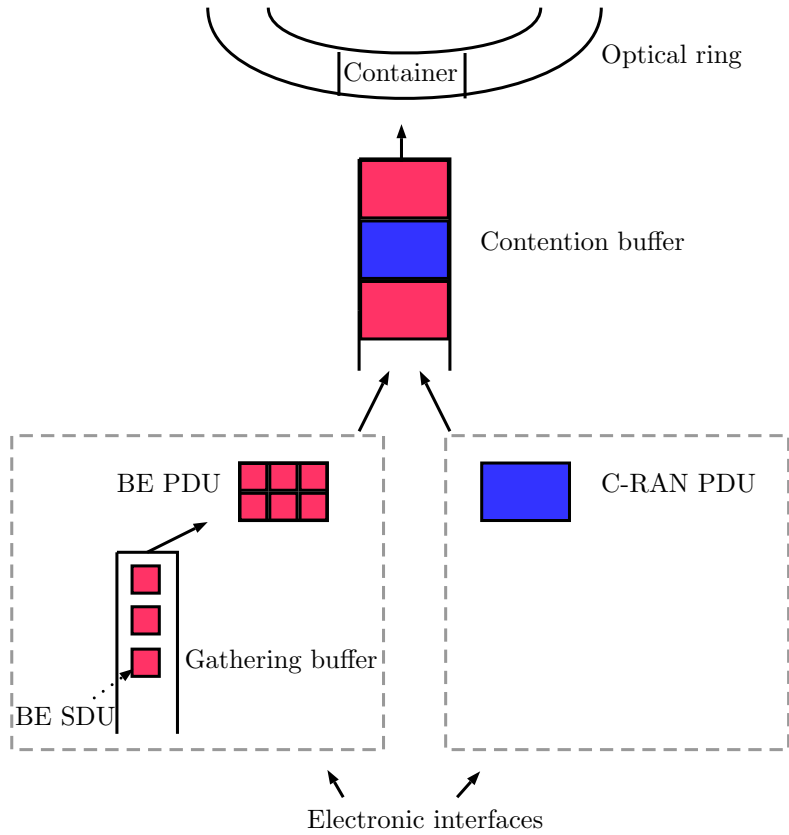 Optical ring
Container
Contention buffer
BE PDU
C-RAN PDU
Gathering buffer
BE SDU
Electronic interfaces